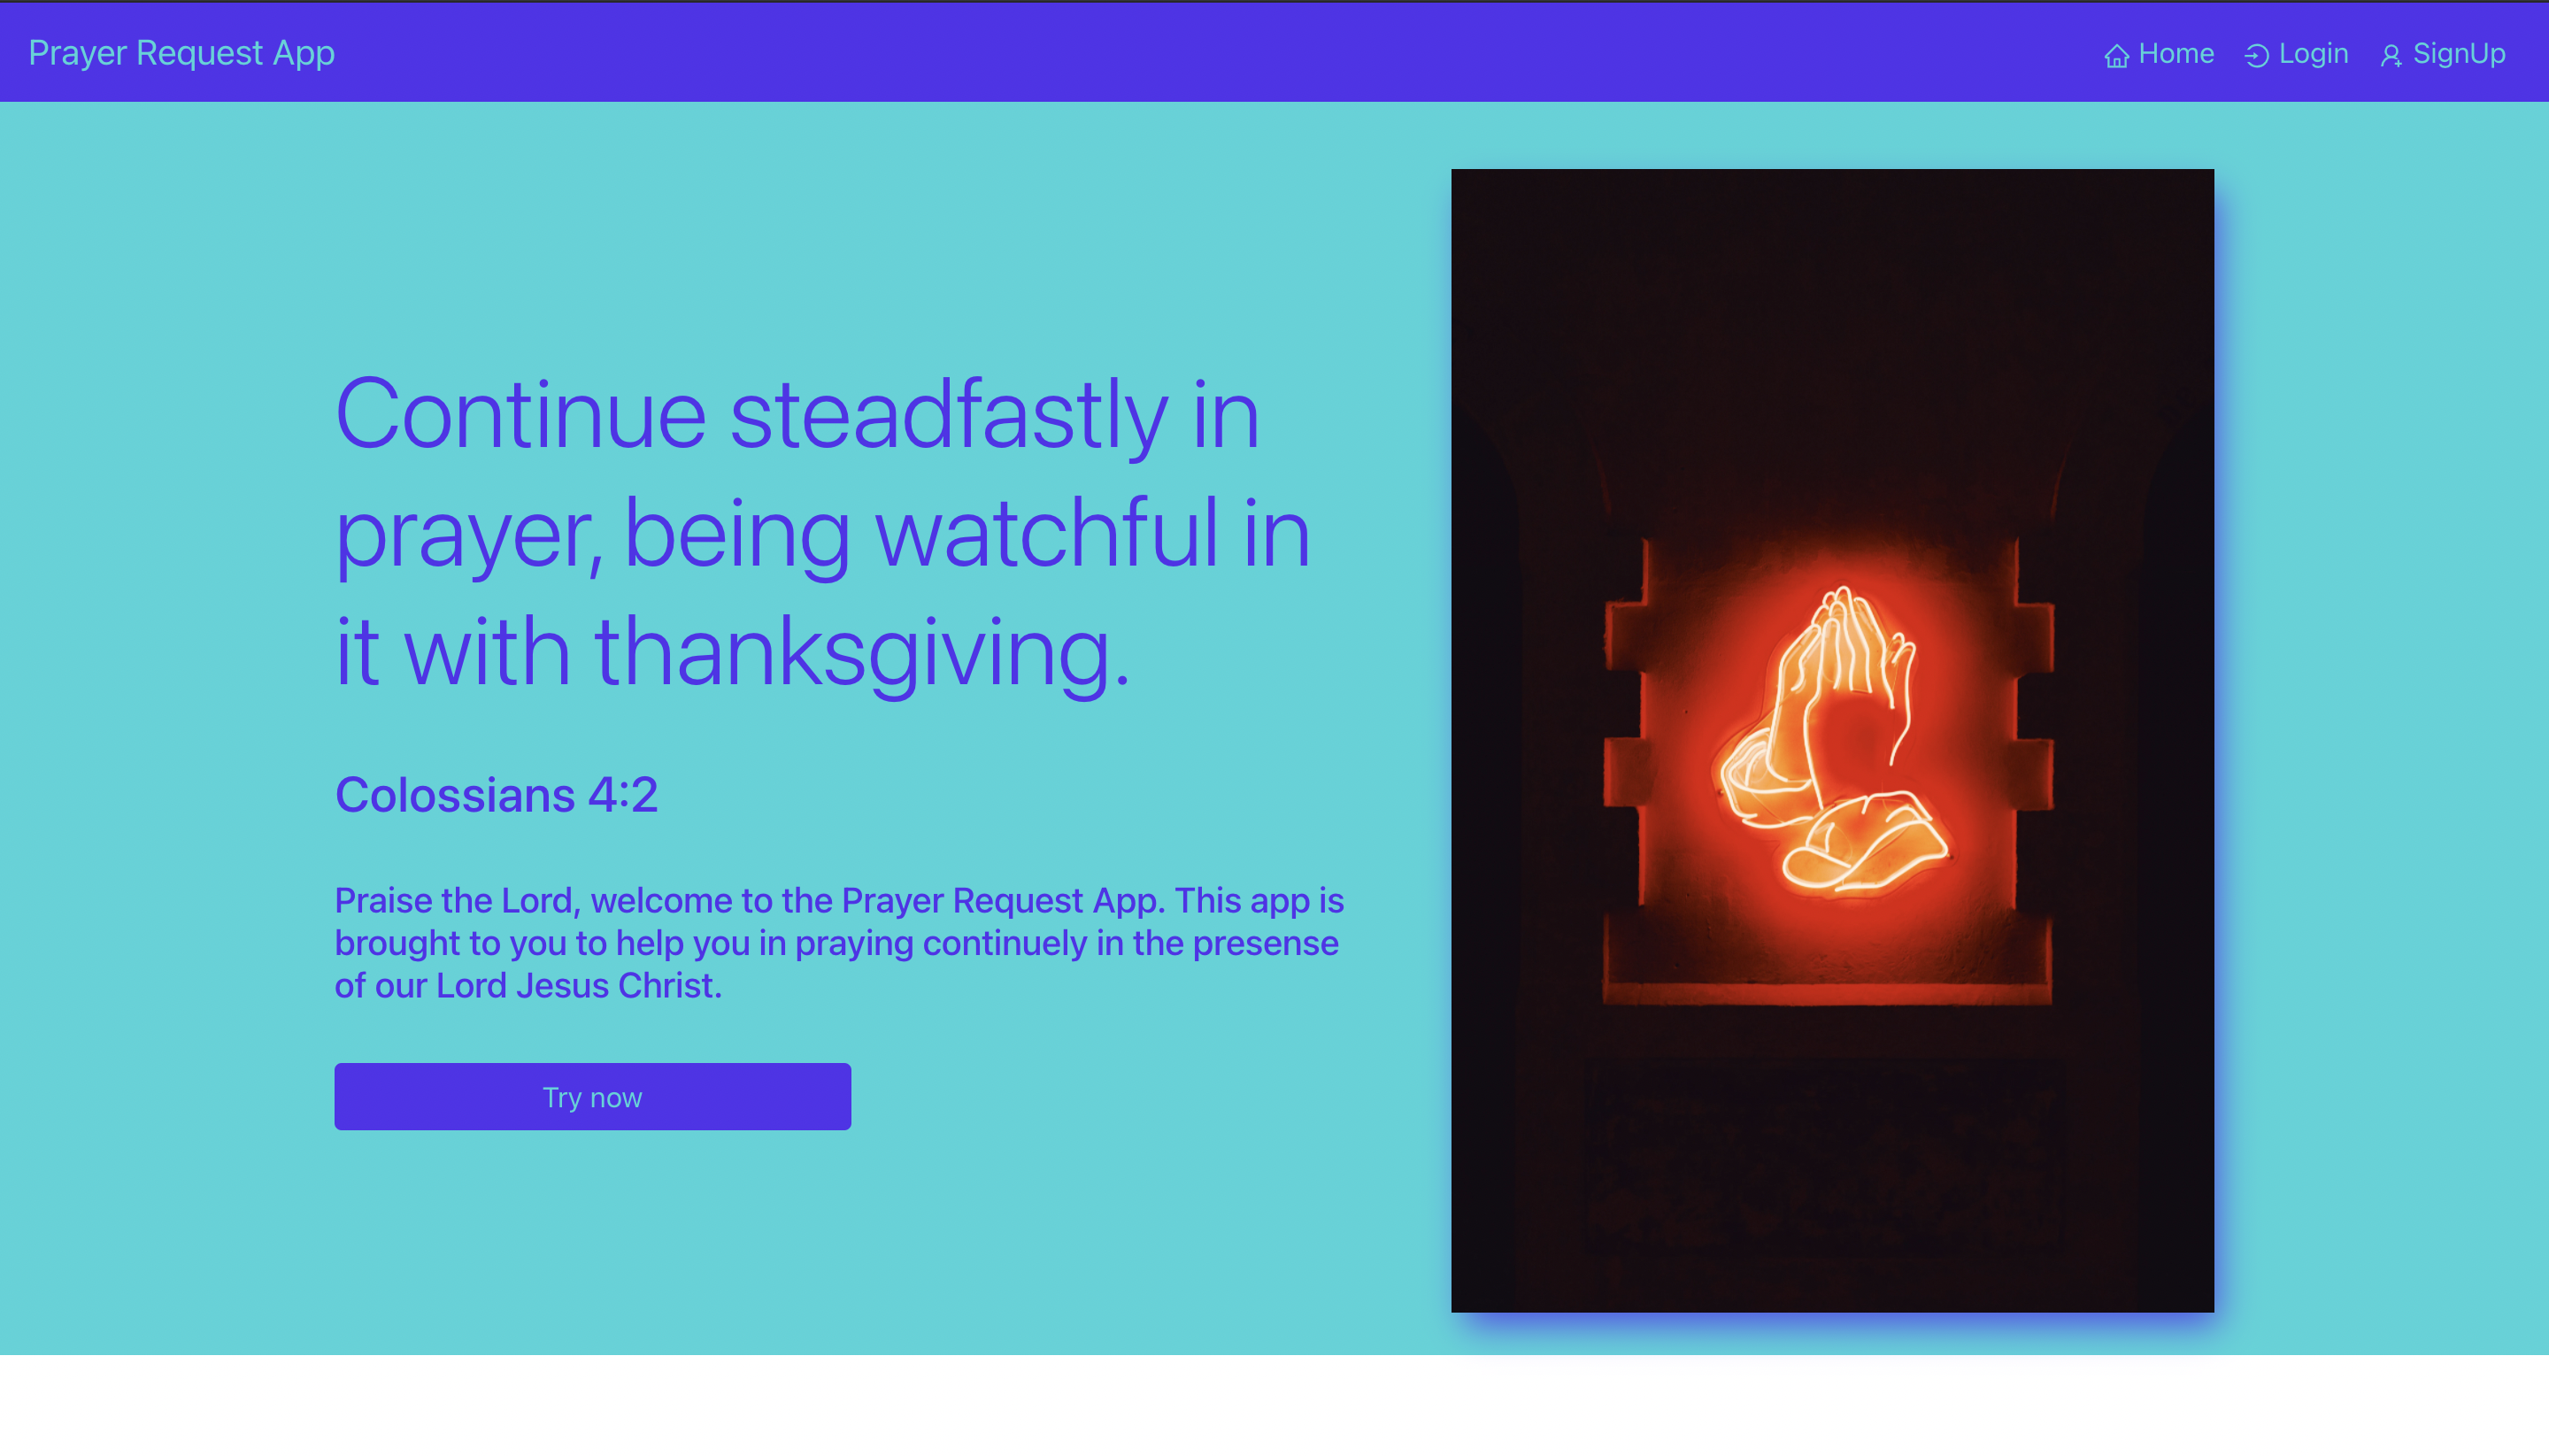 Prayer Request App
Home
Login
SignUp
Continue steadfastly in
prayer, being watchful in
it with thanksgiving.
Colossians 4:2
Praise the Lord, welcome to the Prayer Request App. This app is
brought to you to help you in praying continuely in the presense
of our Lord Jesus Christ.
Try now